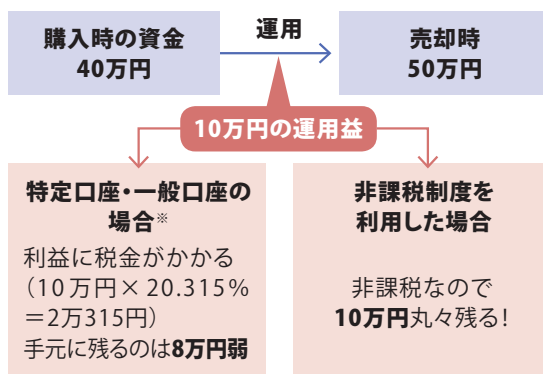 購入時の資金
40万円
運用
売却時
50万円
10万円の運用益
特定口座・一般口座の
場合※
利益に税金がかかる
（10万円×20.315%
＝2万315円）
手元に残るのは8万円弱
非課税制度を
利用した場合
非課税なので
10万円丸々残る！